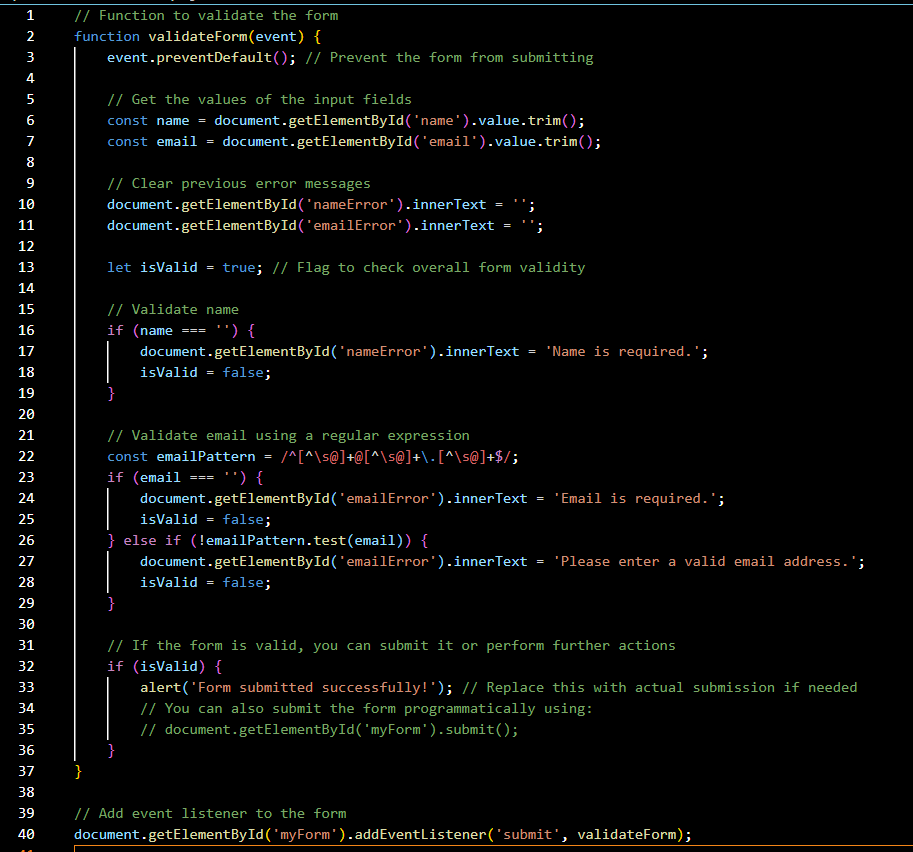 1 // Function to validate the form
2 function validateForm(event) {
3     event.preventDefault(); // Prevent the form from submitting
4
5     // Get the values of the input fields
6     const name = document.getElementById('name').value.trim();
7     const email = document.getElementById('email').value.trim();
8
9     // Clear previous error messages
10     document.getElementById('nameError').innerText = '';
11     document.getElementById('emailError').innerText = '';
12
13     let isValid = true; // Flag to check overall form validity
14
15     // Validate name
16     if (name === '') {
17         document.getElementById('nameError').innerText = 'Name is required.';
18         isValid = false;
19     }
20
21     // Validate email using a regular expression
22     const emailPattern = /^[^\s@]+@[^\s@]+\.[^\s@]+$/;
23     if (email === '') {
24         document.getElementById('emailError').innerText = 'Email is required.';
25         isValid = false;
26     } else if (!emailPattern.test(email)) {
27         document.getElementById('emailError').innerText = 'Please enter a valid email address.';
28         isValid = false;
29     }
30
31     // If the form is valid, you can submit it or perform further actions
32     if (isValid) {
33         alert('Form submitted successfully!'); // Replace this with actual submission if needed
34         // You can also submit the form programmatically using:
35         // document.getElementById('myForm').submit();
36     }
37 }
38
39 // Add event listener to the form
40 document.getElementById('myForm').addEventListener('submit', validateForm);